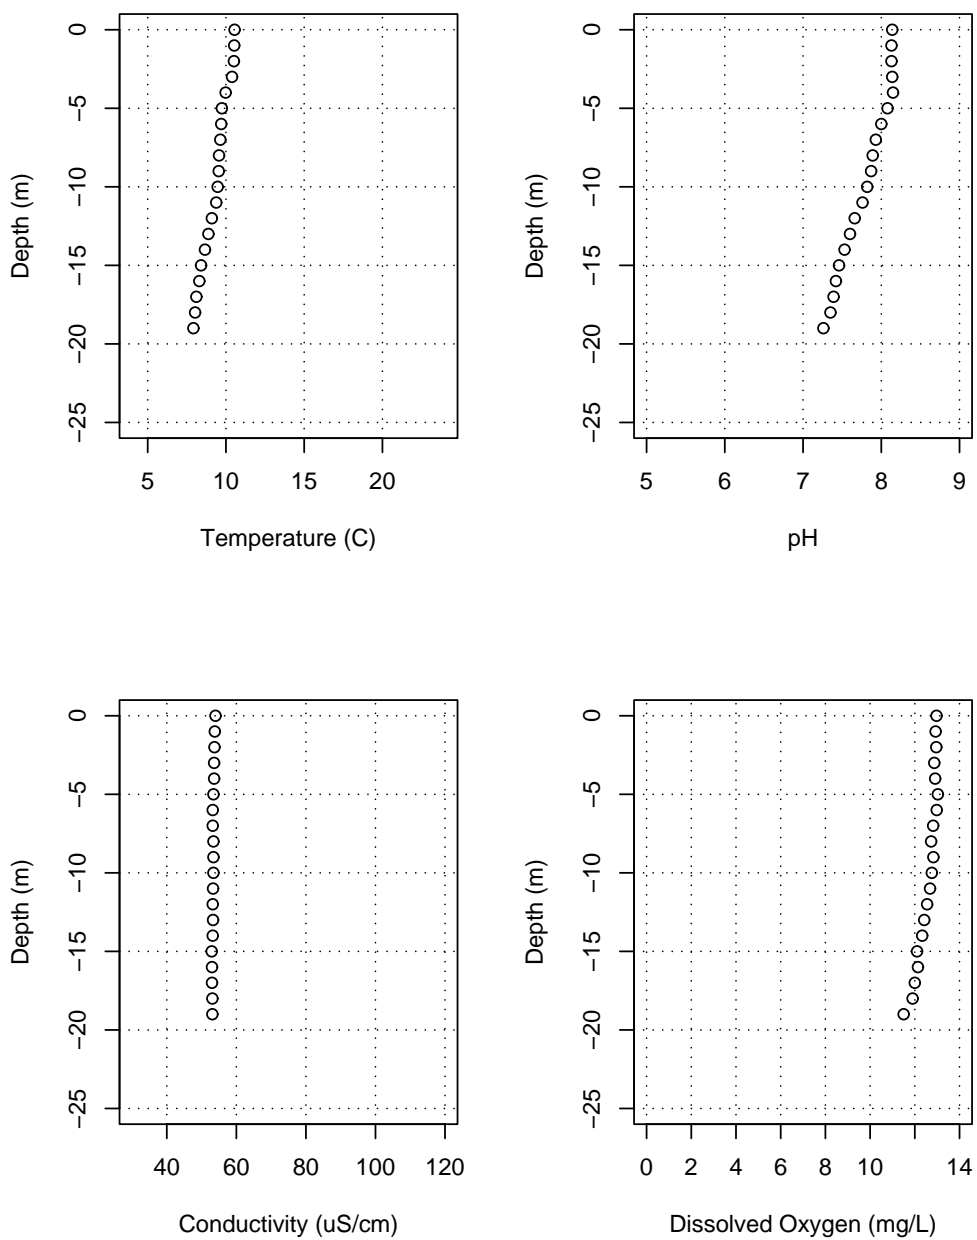 0
−5
−10
−15
−20
−25
Depth (m)
5 10 15 20
Temperature (C)
0
−5
−10
−15
−20
−25
Depth (m)
5 6 7 8 9
pH
0
−5
−10
−15
−20
−25
Depth (m)
40 60 80 100 120
Conductivity (uS/cm)
0
−5
−10
−15
−20
−25
Depth (m)
0 2 4 6 8 10 14
Dissolved Oxygen (mg/L)